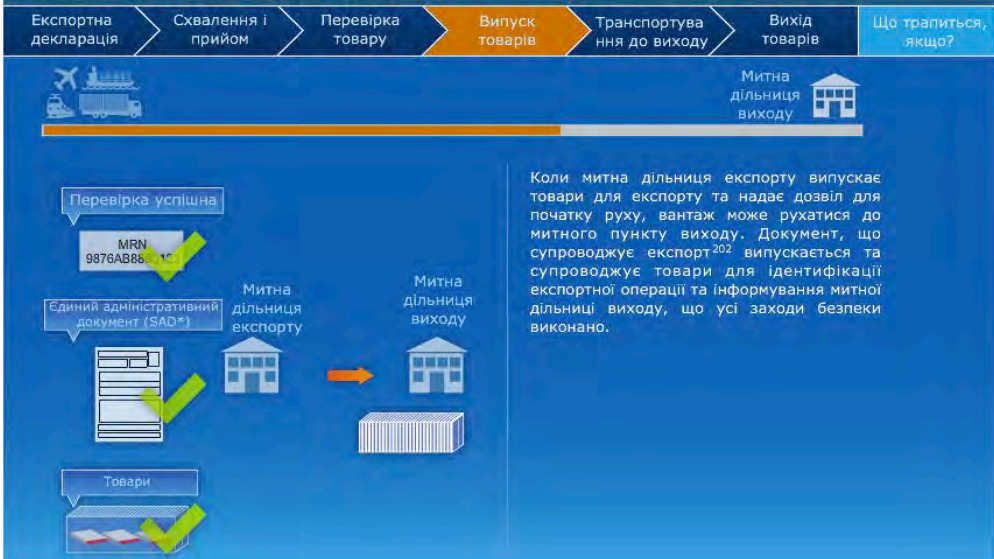 Експортна декларація
Схвалення і прийом
Перевірка товару
Випуск товарів
Транспортува ння до виходу
Вихід товарів
Що трапиться, якщо?
Митна
дільниця
виходу
Перевірка успішна
MRN
9876AB88
Єдиний адміністративний
документ (SAD*)
Митна
дільниця
експорту
Митна
дільниця
виходу
Товари
Коли митна дільниця експорту випускає
товари для експорту та надає дозвіл для
початку руху, вантаж може рухатися до
митного пункту виходу. Документ, що
супроводжує експорт²⁰² випускається та
супроводжує товари для ідентифікації
експортної операції та інформування митної
дільниці виходу, що усі заходи безпеки
виконано.